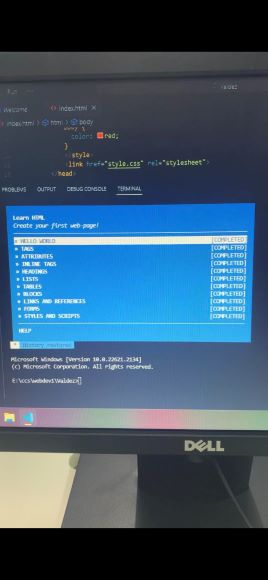 Run
Valdez
Welcome
index.html
index.html > html > body
color: red;
}
</style>
<link href="style.css" rel="stylesheet">
</head>
PROBLEMS OUTPUT DEBUG CONSOLE TERMINAL
Learn HTML
Create your first web-page!
» HELLO WORLD [COMPLETED]
» TAGS [COMPLETED]
» ATTRIBUTES [COMPLETED]
» INLINE TAGS [COMPLETED]
» HEADINGS [COMPLETED]
» LISTS [COMPLETED]
» TABLES [COMPLETED]
» BLOCKS [COMPLETED]
» LINKS AND REFERENCES [COMPLETED]
» FORMS [COMPLETED]
» STYLES AND SCRIPTS [COMPLETED]
HELP
* History restored
Microsoft Windows [Version 10.0.22621.2134]
(c) Microsoft Corporation. All rights reserved.
E:\ccs\webdev1\Valdez>
DELL